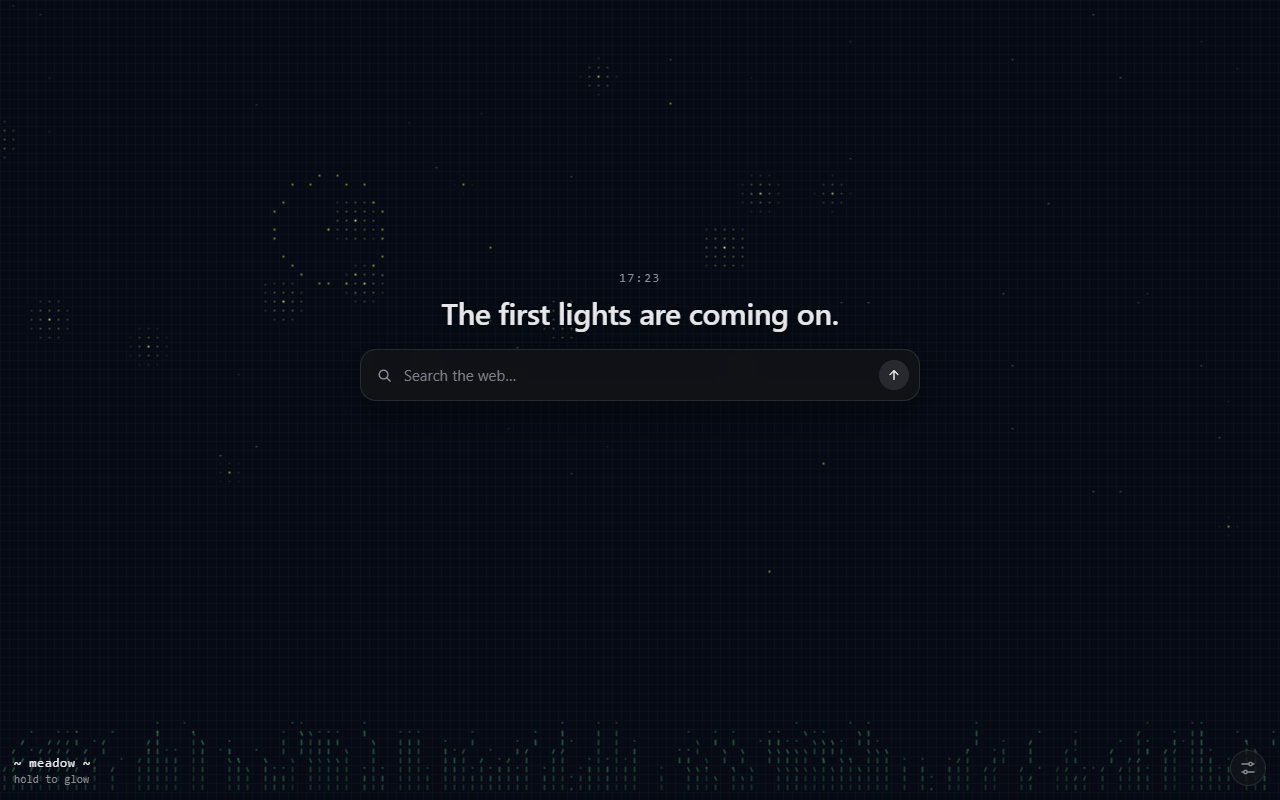 17:23
The first lights are coming on.
Search the web...
~ meadow ~
hold to glow